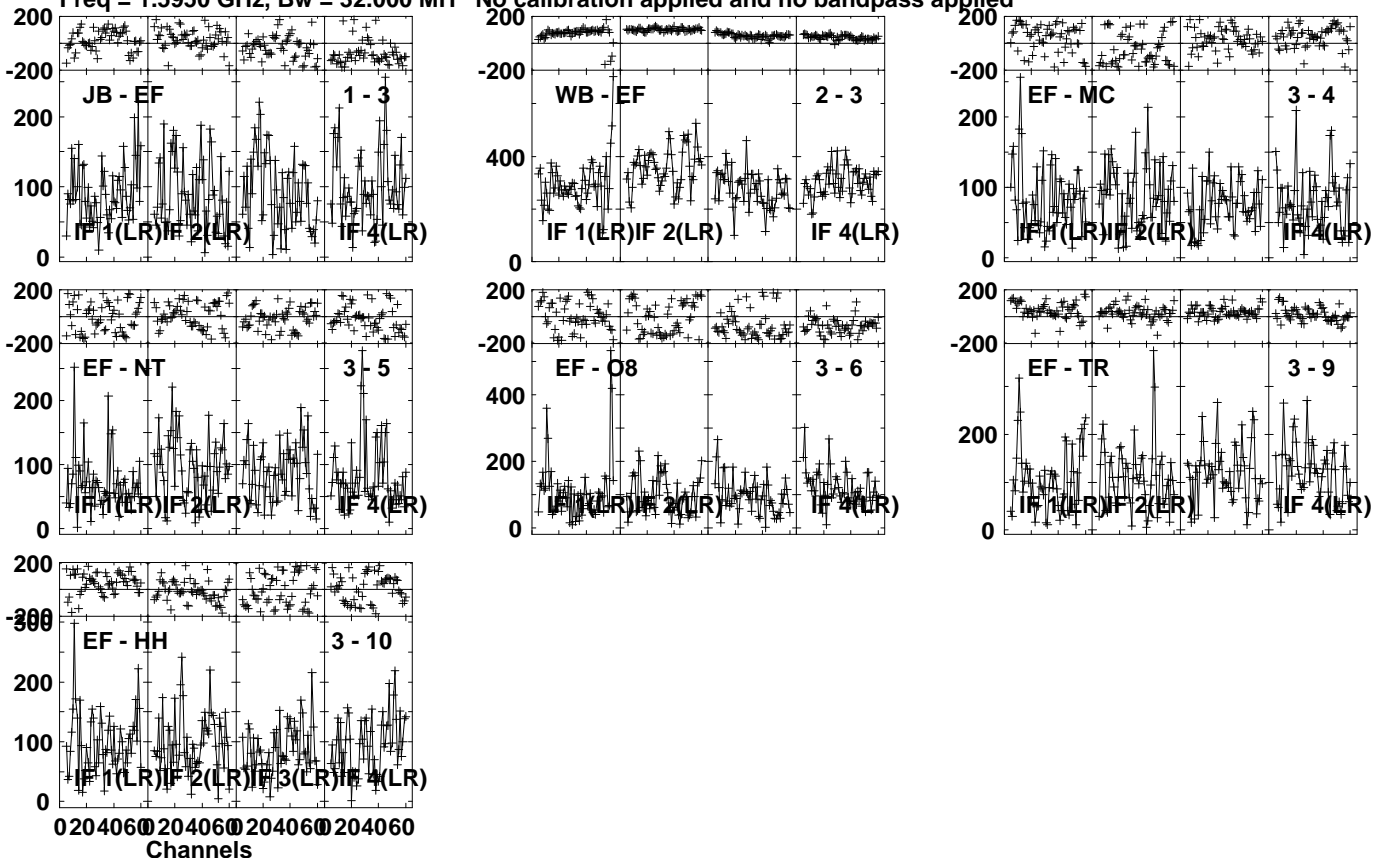 Freq = 1.5950 GHz, Bw = 32.000 MH No calibration applied and no bandpass applied
200
-200
JB - EF 1 - 3
200
100
0
IF 1(LR) IF 2(LR) IF 4(LR)
200
-200
WB - EF 2 - 3
400
0
IF 1(LR) IF 2(LR) IF 4(LR)
200
-200
EF - MC 3 - 4
200
100
0
IF 1(LR) IF 2(LR) IF 4(LR)
200
-200
EF - NT 3 - 5
200
100
0
IF 1(LR) IF 2(LR) IF 4(LR)
200
-200
EF - O8 3 - 6
400
200
0
IF 1(LR) IF 2(LR) IF 4(LR)
200
-200
EF - TR 3 - 9
200
0
IF 1(LR) IF 2(LR) IF 4(LR)
200
-200
300
EF - HH 3 - 10
200
100
0
IF 1(LR) IF 2(LR) IF 3(LR) IF 4(LR)
0 20 40 60 0 20 40 60 0 20 40 60 0 20 40 60
Channels